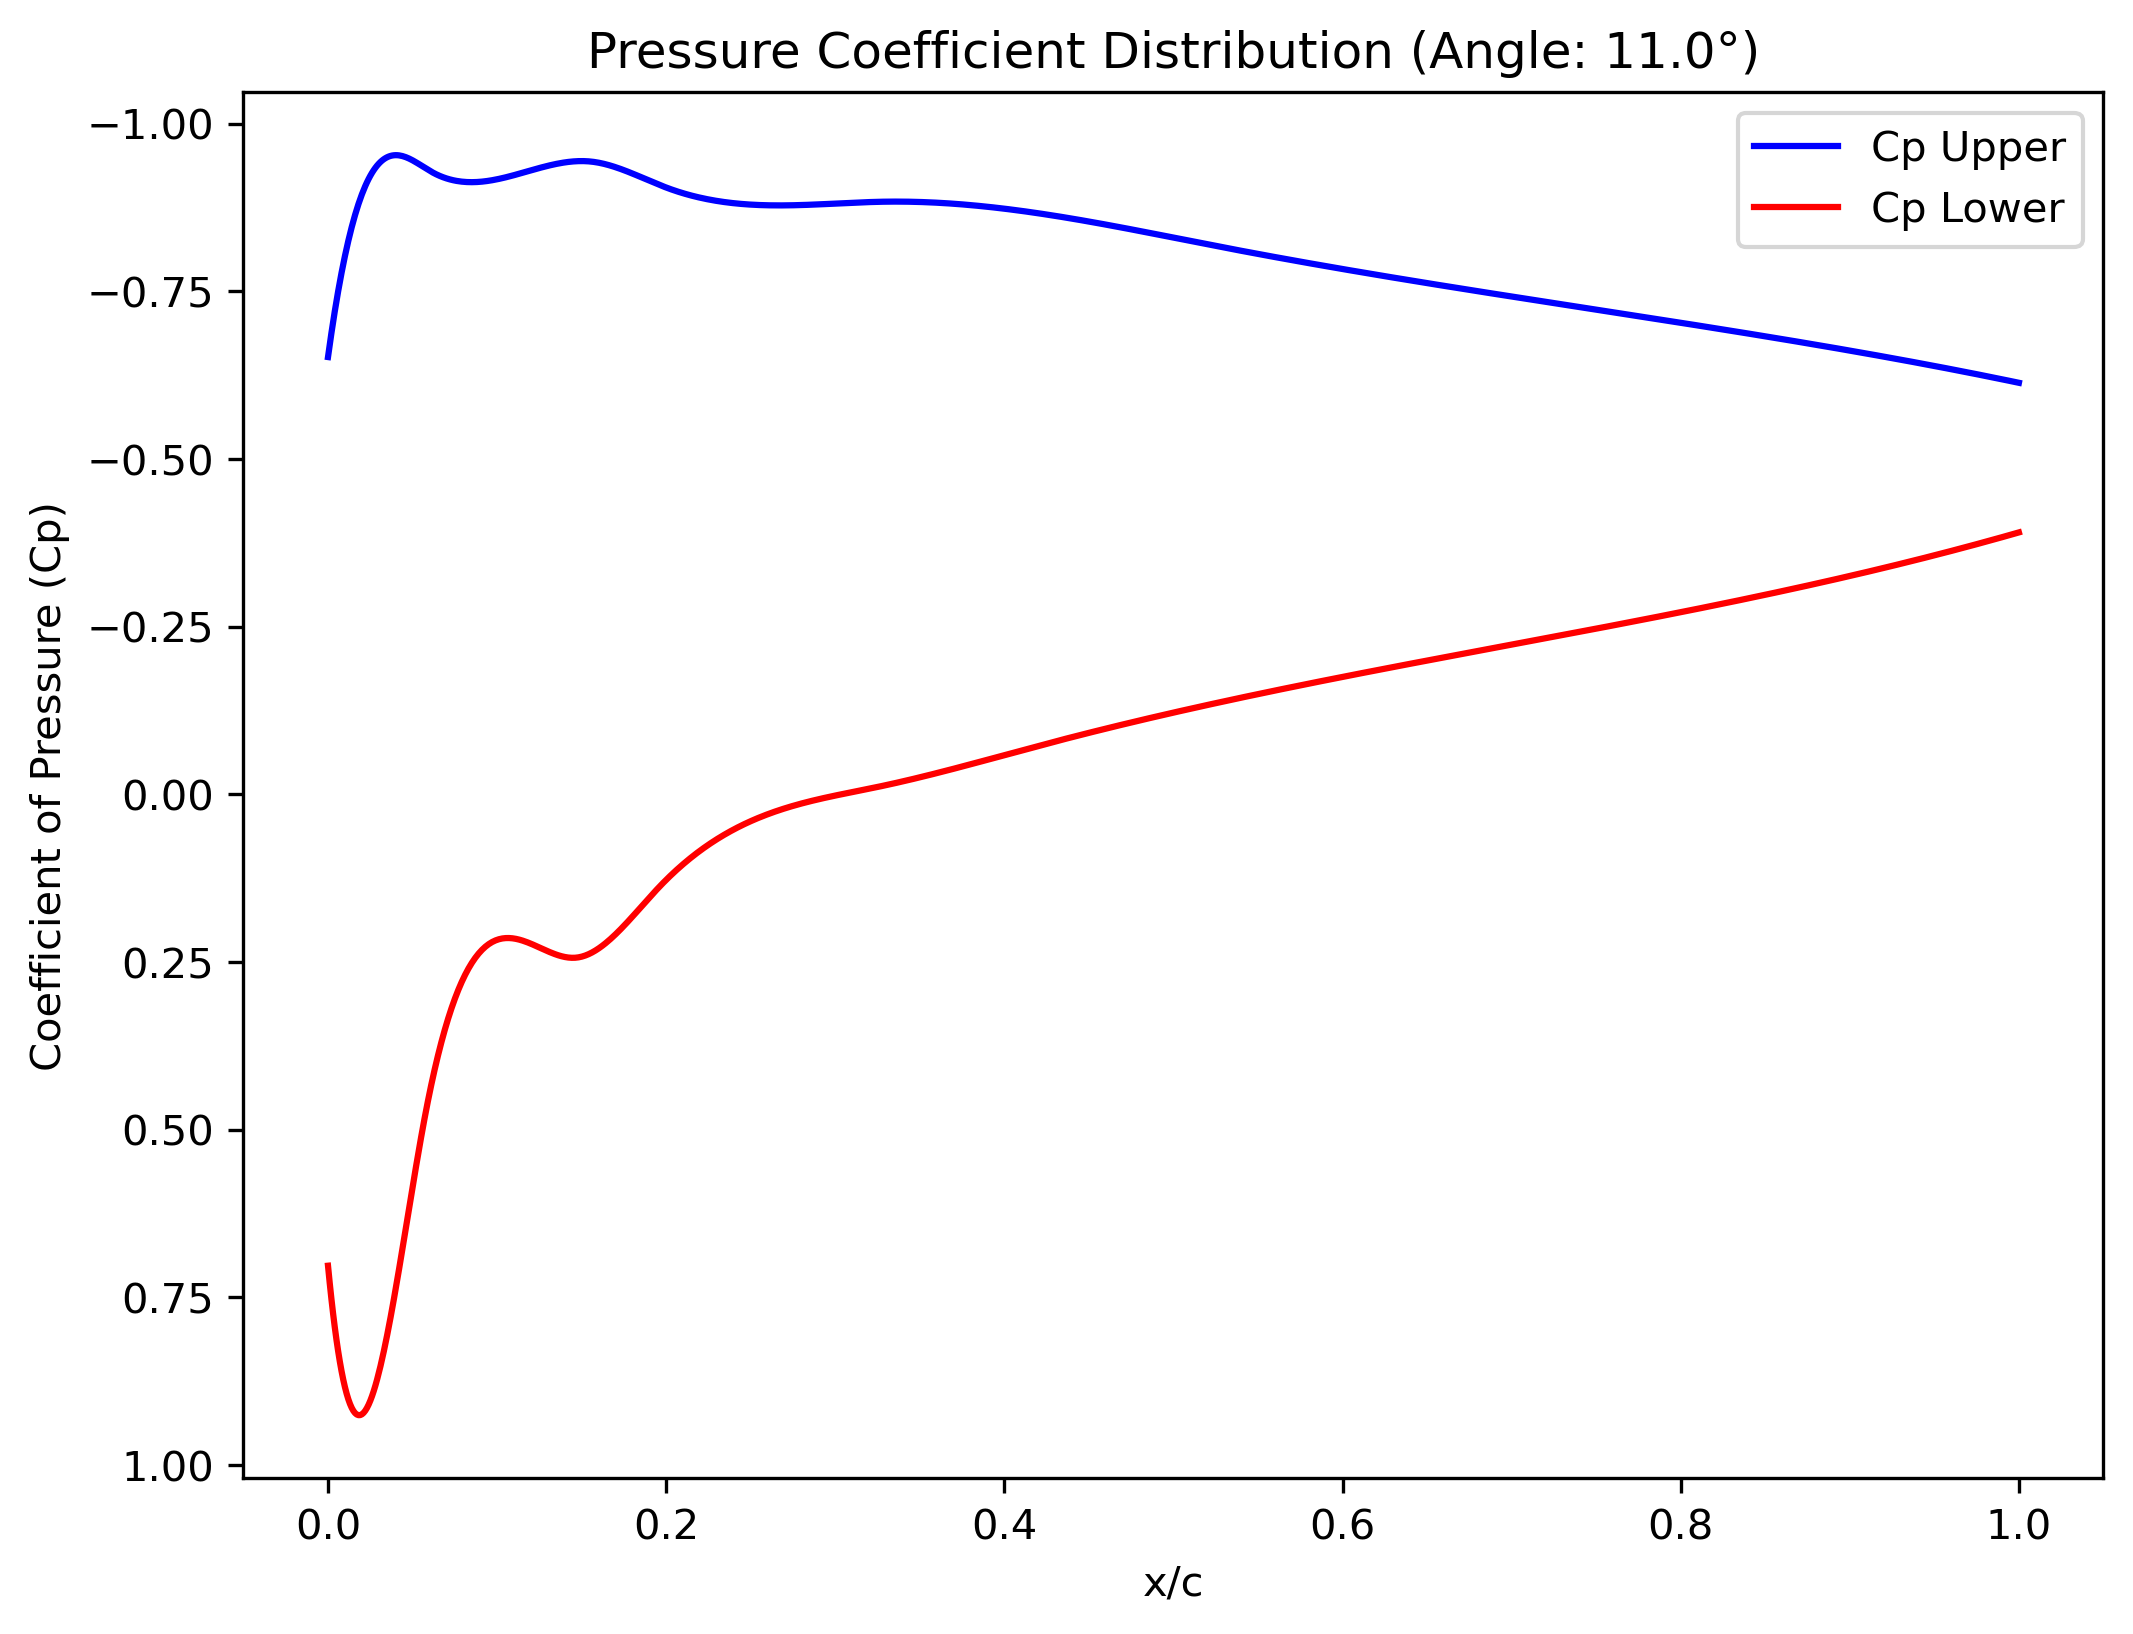 Pressure Coefficient Distribution (Angle: 11.0°)
Cp Upper
Cp Lower
Coefficient of Pressure (Cp)
−1.00
−0.75
−0.50
−0.25
0.00
0.25
0.50
0.75
1.00
0.0 0.2 0.4 0.6 0.8 1.0
x/c